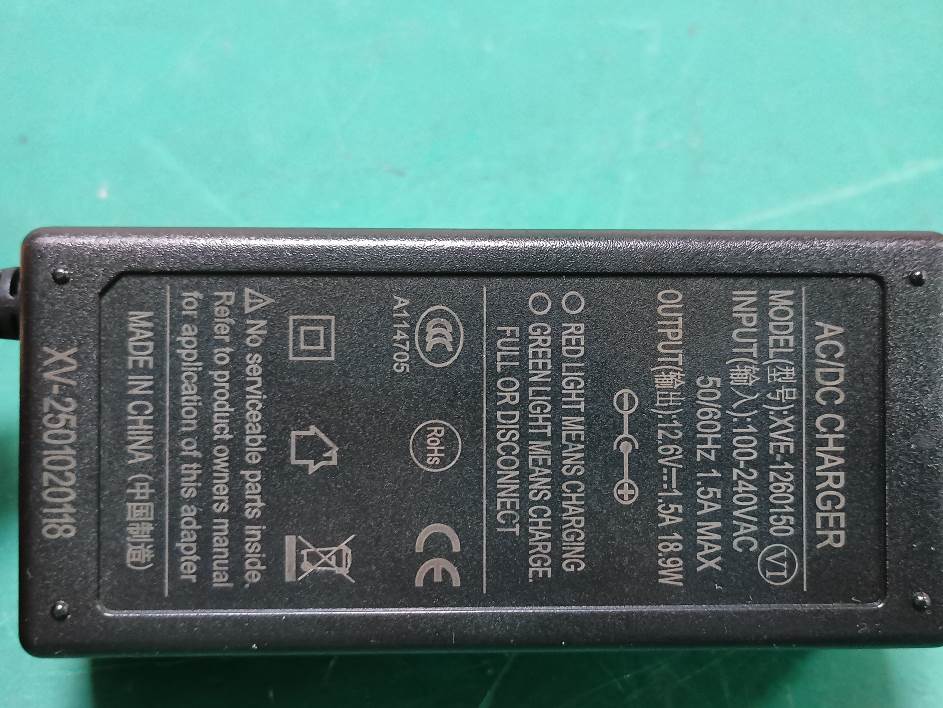 AC/DC CHARGER
MODEL(型号):XVE-1260150 VI
INPUT(输入):100-240VAC
50/60Hz 1.5A MAX
OUTPUT(输出):12.6V⎓1.5A 18.9W
RED LIGHT MEANS CHARGING
GREEN LIGHT MEANS CHARGE.
FULL OR DISCONNECT
CCC RoHS CE
A114705
No serviceable parts inside.
Refer to product owners manual
for application of this adapter
MADE IN CHINA (中国制造)
XV-2501020118